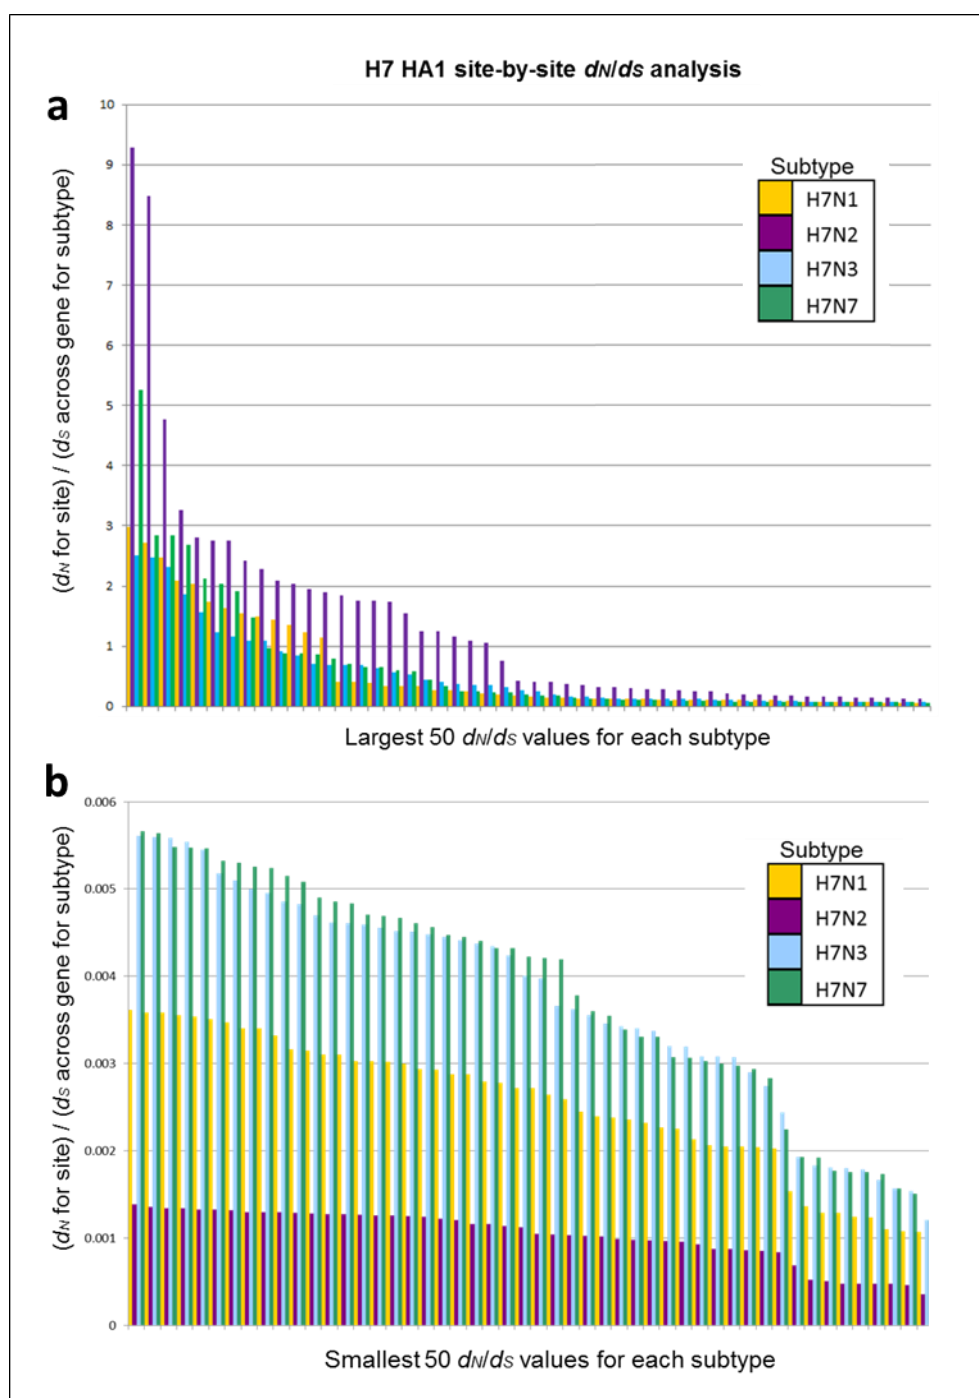 H7 HA1 site-by-site dN/dS analysis
a
(dN for site) / (dS across gene for subtype)
10
9
8
7
6
5
4
3
2
1
0
Subtype
H7N1
H7N2
H7N3
H7N7
Largest 50 dN/dS values for each subtype
b
(dN for site) / (dS across gene for subtype)
0.006
0.005
0.004
0.003
0.002
0.001
0
Subtype
H7N1
H7N2
H7N3
H7N7
Smallest 50 dN/dS values for each subtype